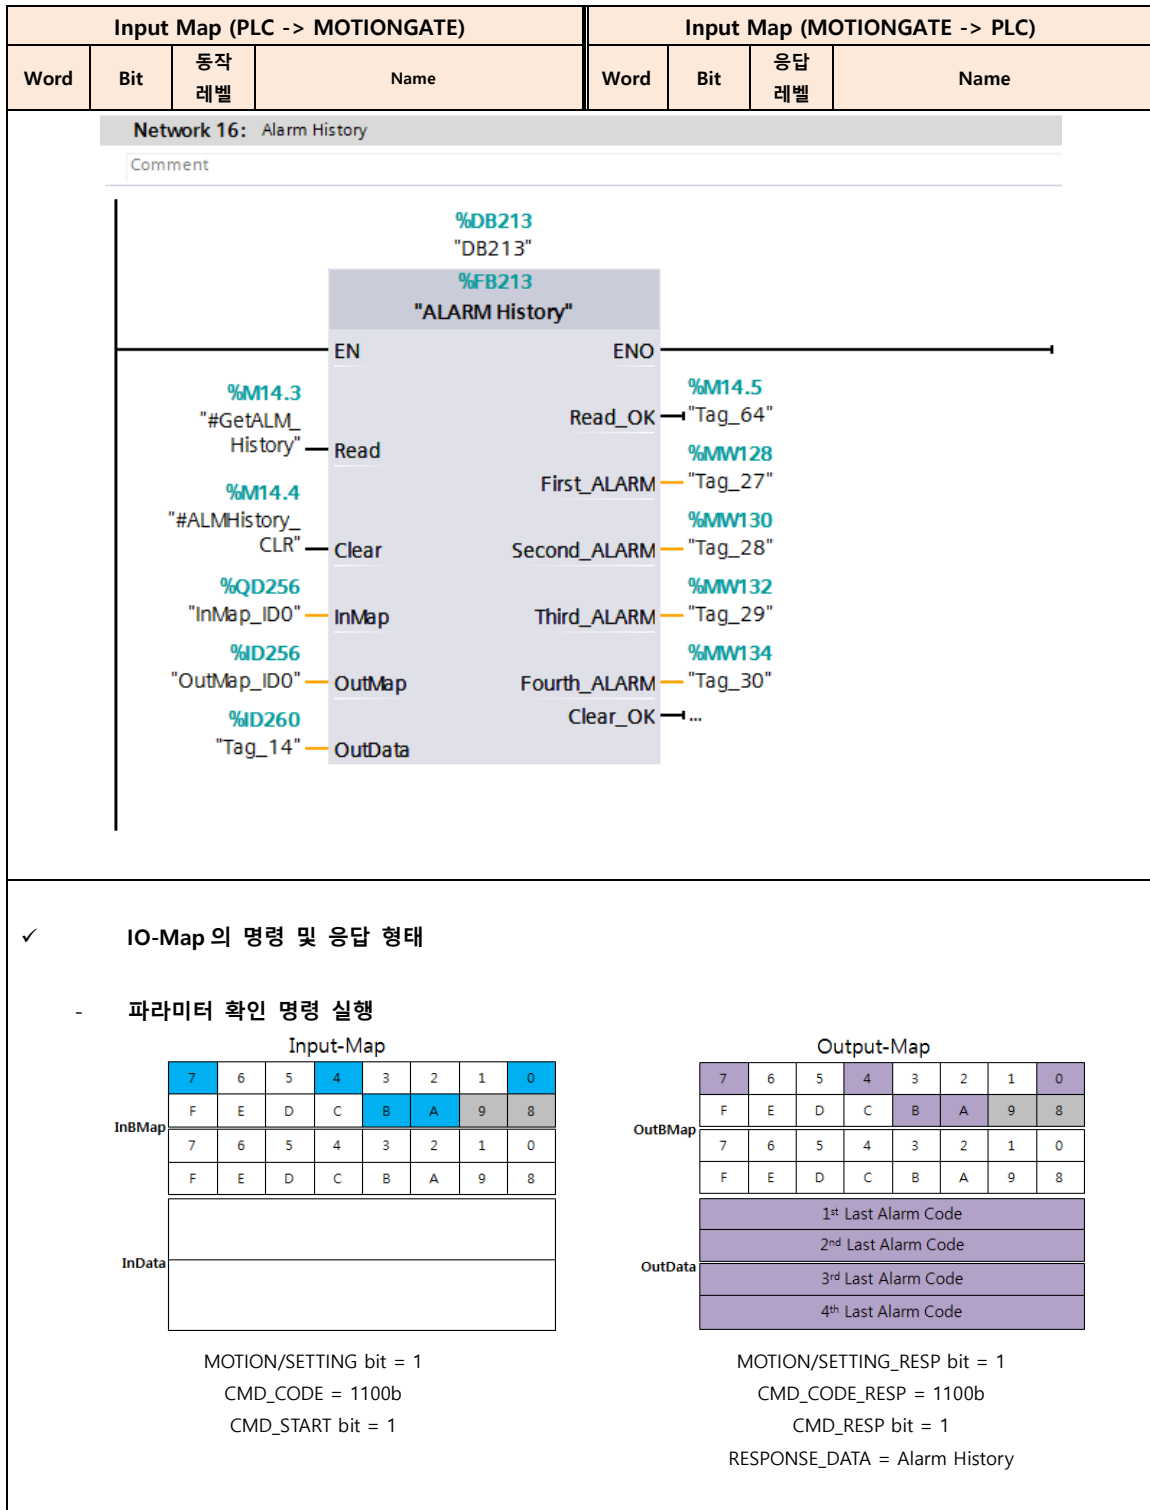 Input Map (PLC -> MOTIONGATE) Input Map (MOTIONGATE -> PLC)
Word Bit 동작 레벨 Name Word Bit 응답 레벨 Name
Network 16: Alarm History
Comment
%DB213
"DB213"
%FB213
"ALARM History"
EN ENO
%M14.3
"#GetALM_
History" Read
%M14.5
Read_OK "Tag_64"
%MW128
First_ALARM "Tag_27"
%M14.4
"#ALMHistory_
CLR" Clear
%MW130
Second_ALARM "Tag_28"
%QD256
"InMap_ID0" InMap
%MW132
Third_ALARM "Tag_29"
%ID256
"OutMap_ID0" OutMap
%MW134
Fourth_ALARM "Tag_30"
Clear_OK ...
%ID260
"Tag_14" OutData
✓ IO-Map 의 명령 및 응답 형태
- 파라미터 확인 명령 실행
Input-Map
InBMap
7 6 5 4 3 2 1 0
F E D C B A 9 8
7 6 5 4 3 2 1 0
F E D C B A 9 8
InData
MOTION/SETTING bit = 1
CMD_CODE = 1100b
CMD_START bit = 1
Output-Map
OutBMap
7 6 5 4 3 2 1 0
F E D C B A 9 8
7 6 5 4 3 2 1 0
F E D C B A 9 8
OutData
1st Last Alarm Code
2nd Last Alarm Code
3rd Last Alarm Code
4th Last Alarm Code
MOTION/SETTING_RESP bit = 1
CMD_CODE_RESP = 1100b
CMD_RESP bit = 1
RESPONSE_DATA = Alarm History